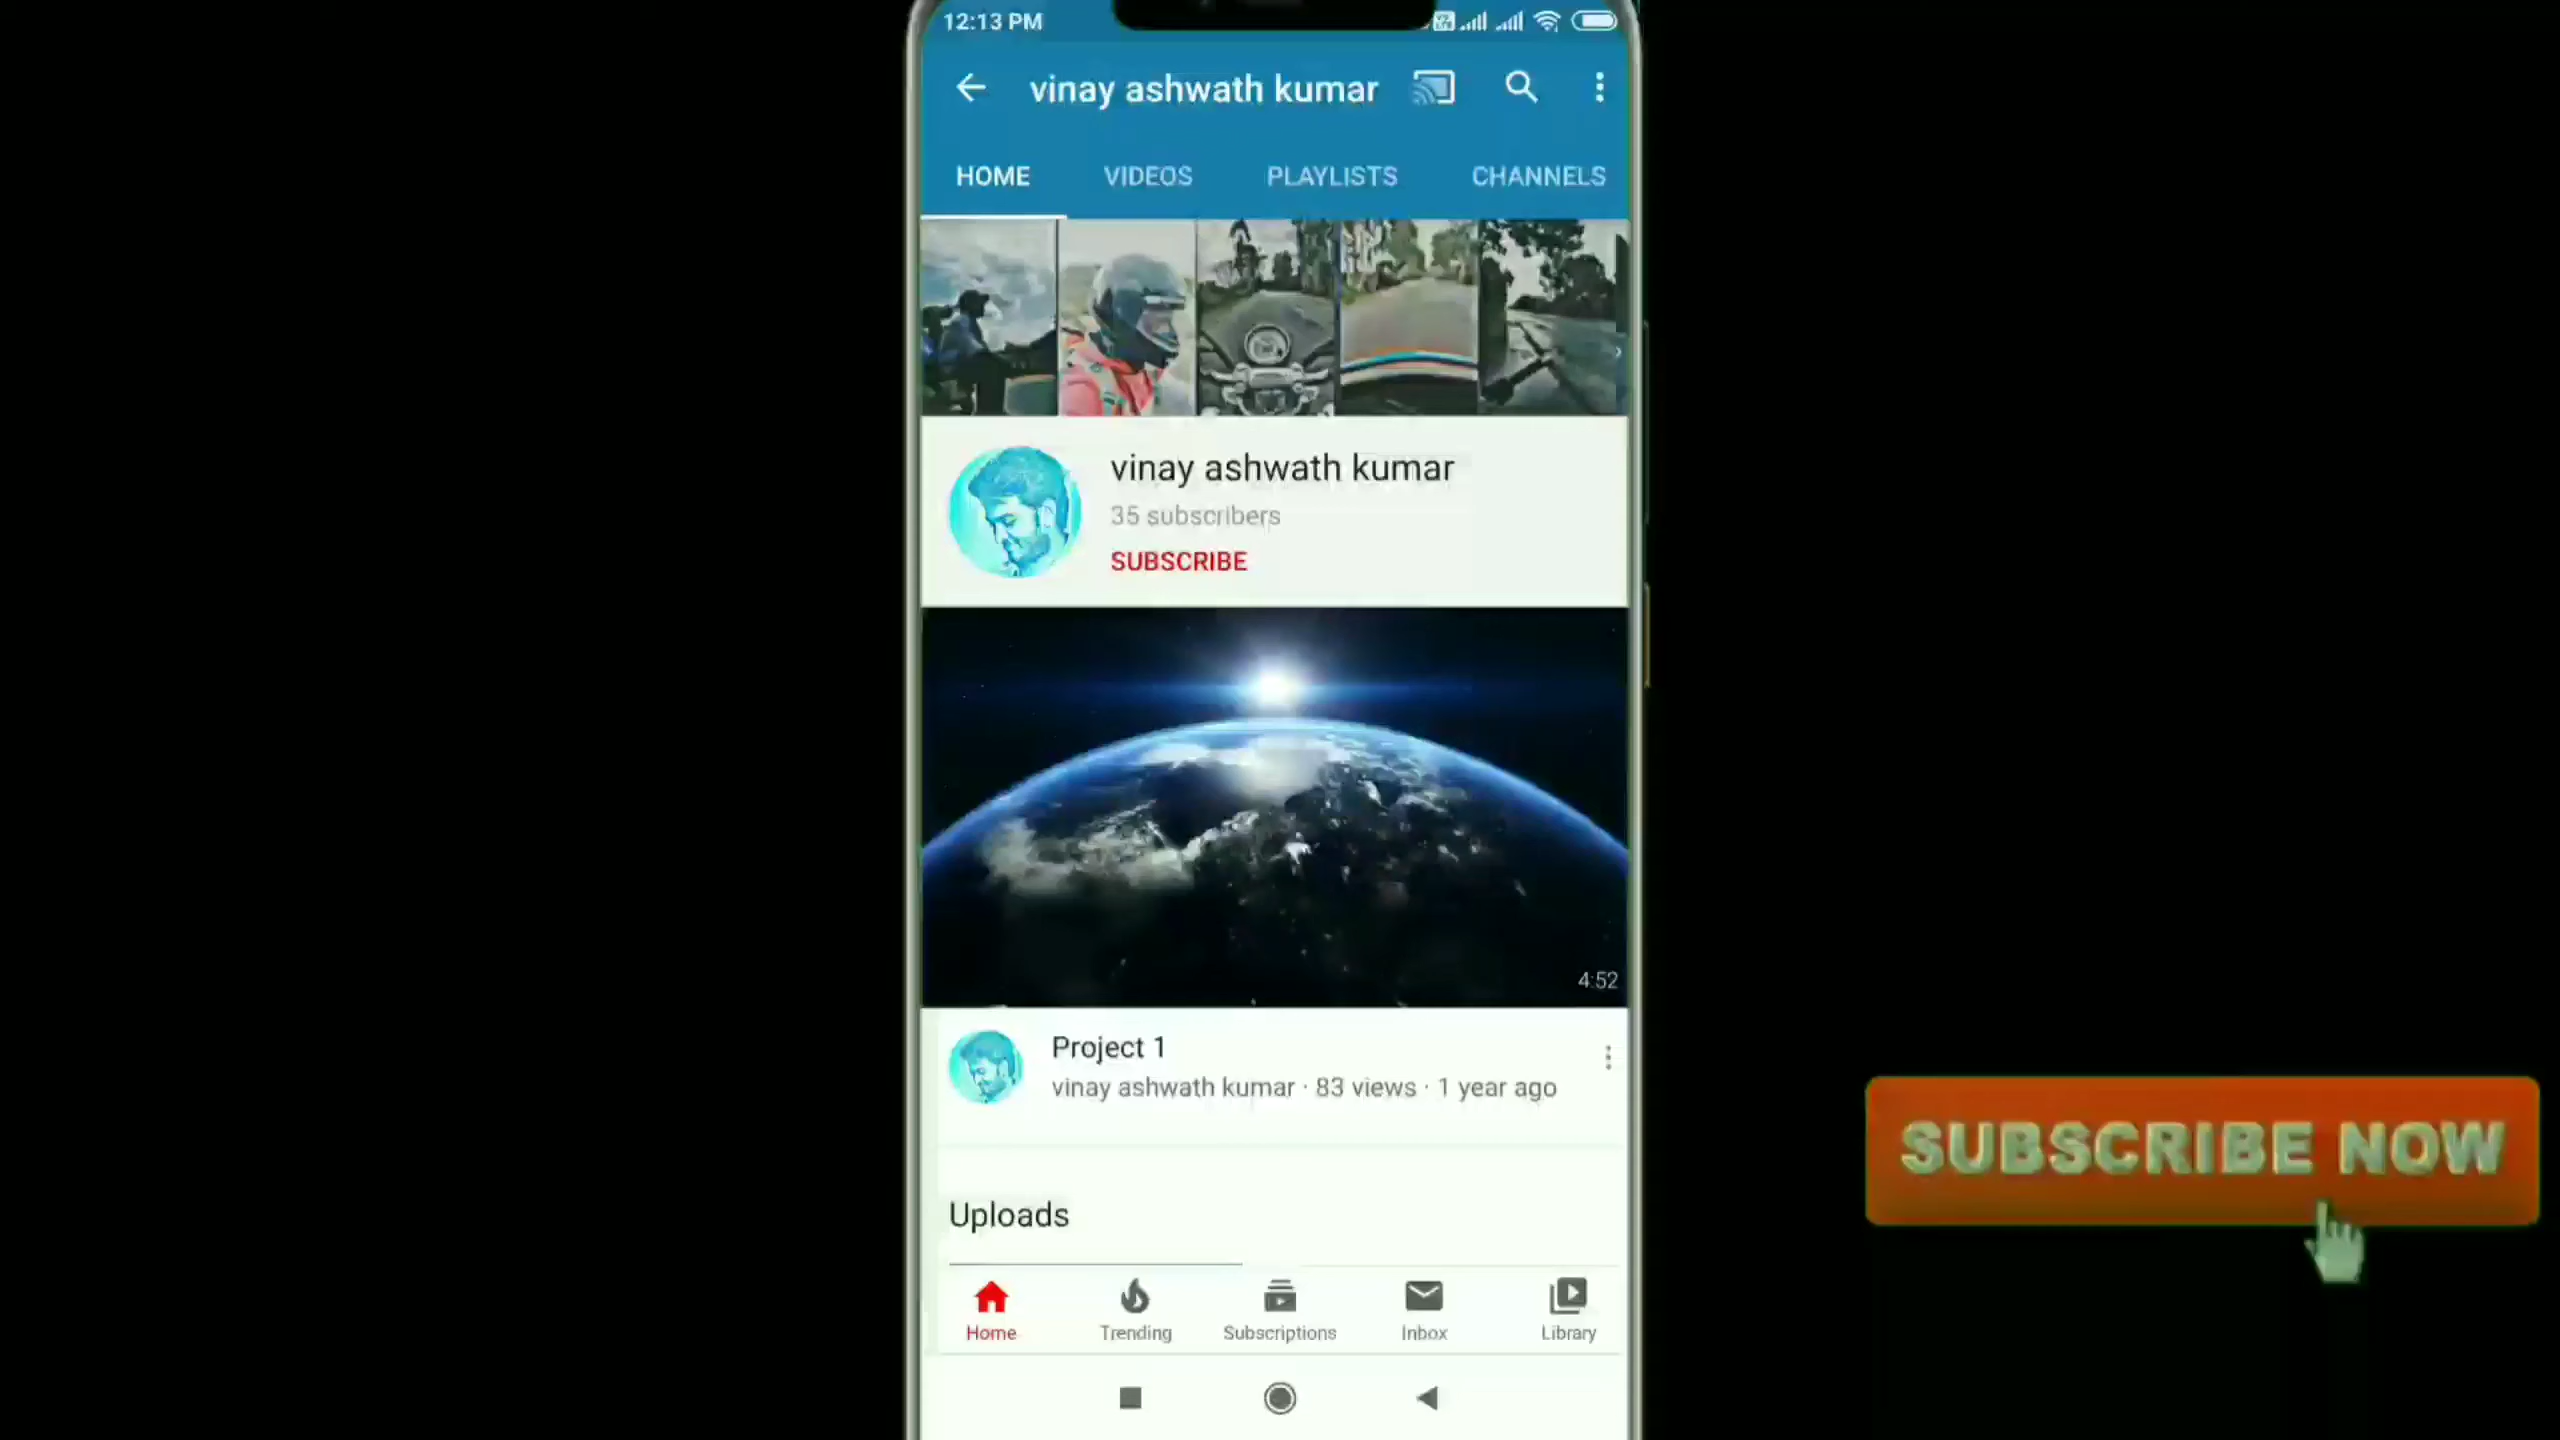 12:13 PM
vinay ashwath kumar
HOME VIDEOS PLAYLISTS CHANNELS
vinay ashwath kumar
35 subscribers
SUBSCRIBE
4:52
Project 1
vinay ashwath kumar · 83 views · 1 year ago
SUBSCRIBE NOW
Uploads
Home Trending Subscriptions Inbox Library